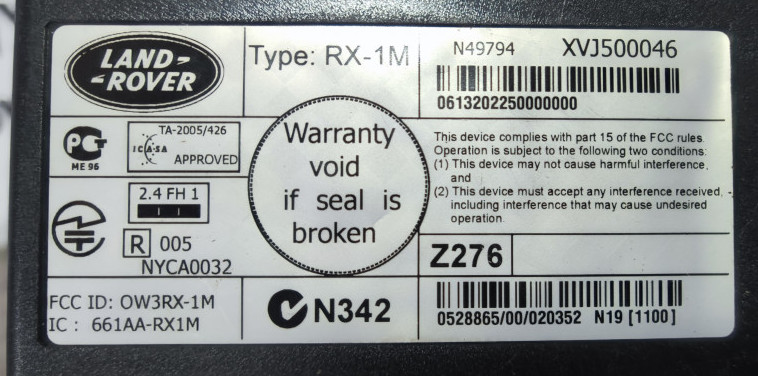 LAND-
-ROVER
Type: RX-1M
N49794 XVJ500046
0613202250000000
PG
ME 96
TA-2005/426
ICASA
APPROVED
Warranty
void
if seal is
broken
This device complies with part 15 of the FCC rules.
Operation is subject to the following two conditions:
(1) This device may not cause harmful interference,
and
(2) This device must accept any interference received,
including interference that may cause undesired
operation.
2.4 FH 1
R 005
NYCA0032
Z276
FCC ID: OW3RX-1M
IC : 661AA-RX1M
N342
0528865/00/020352 N19 [1100]